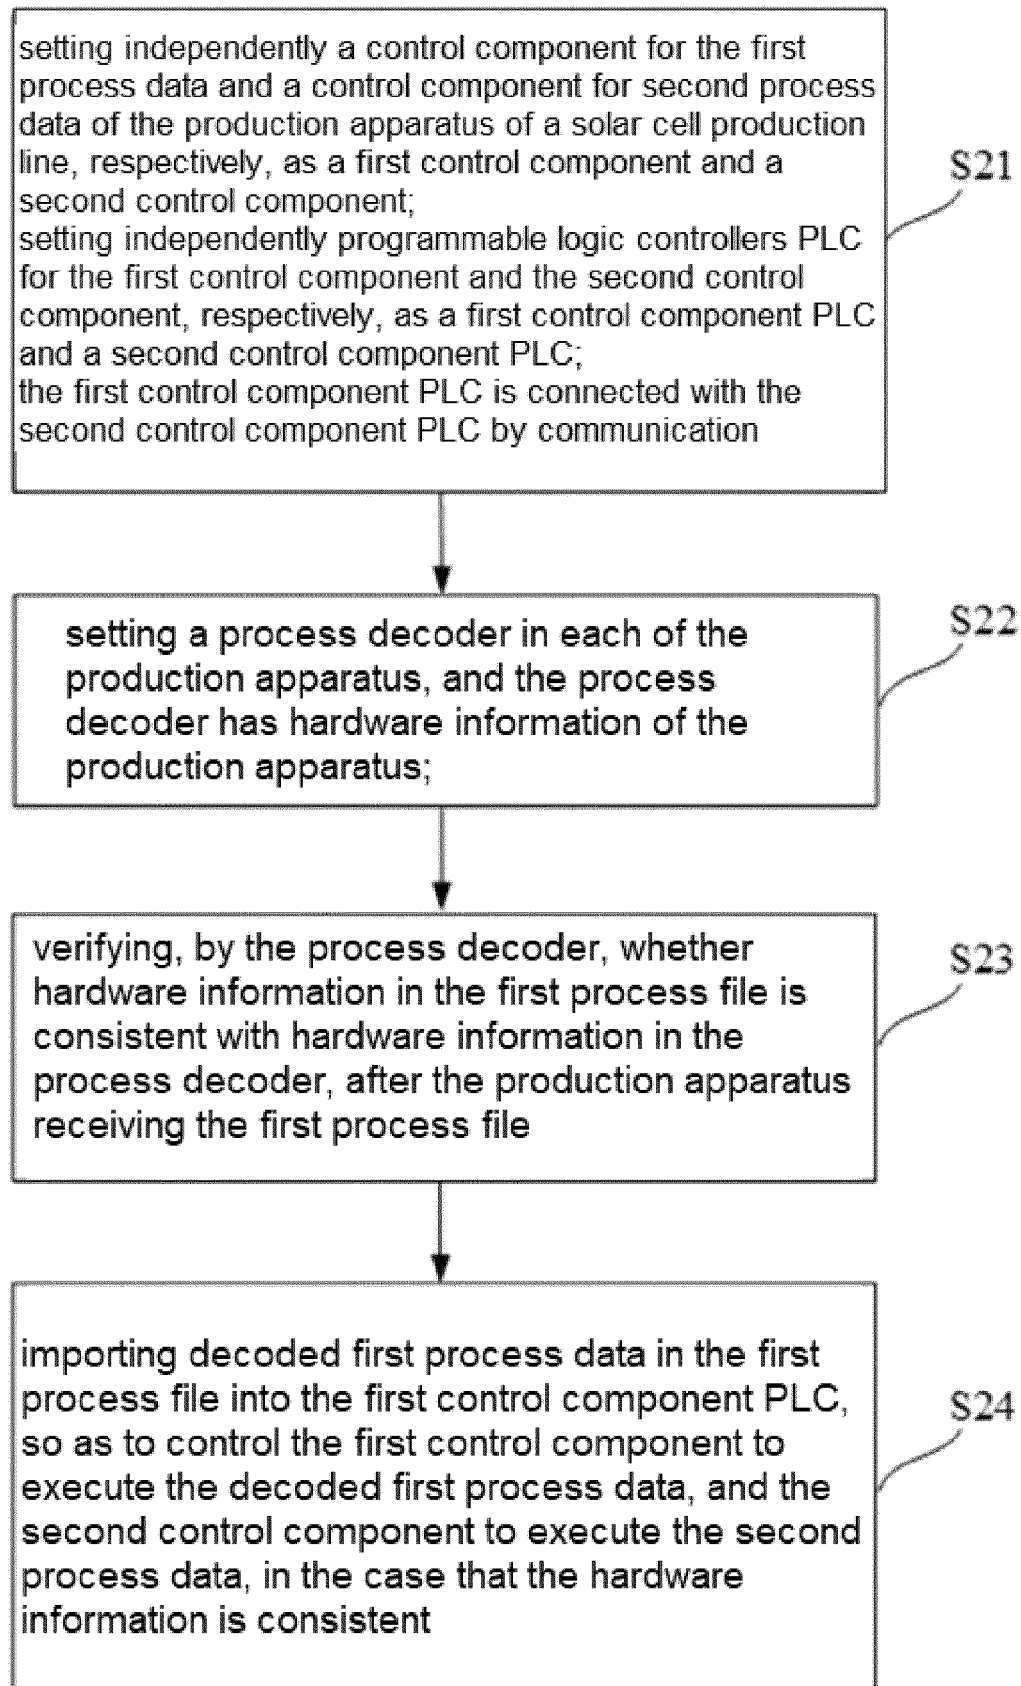 setting independently a control component for the first
process data and a control component for second process
data of the production apparatus of a solar cell production
line, respectively, as a first control component and a
second control component;
setting independently programmable logic controllers PLC
for the first control component and the second control
component, respectively, as a first control component PLC
and a second control component PLC;
the first control component PLC is connected with the
second control component PLC by communication
S21
setting a process decoder in each of the
production apparatus, and the process
decoder has hardware information of the
production apparatus;
S22
verifying, by the process decoder, whether
hardware information in the first process file is
consistent with hardware information in the
process decoder, after the production apparatus
receiving the first process file
S23
importing decoded first process data in the first
process file into the first control component PLC,
so as to control the first control component to
execute the decoded first process data, and the
second control component to execute the second
process data, in the case that the hardware
information is consistent
S24